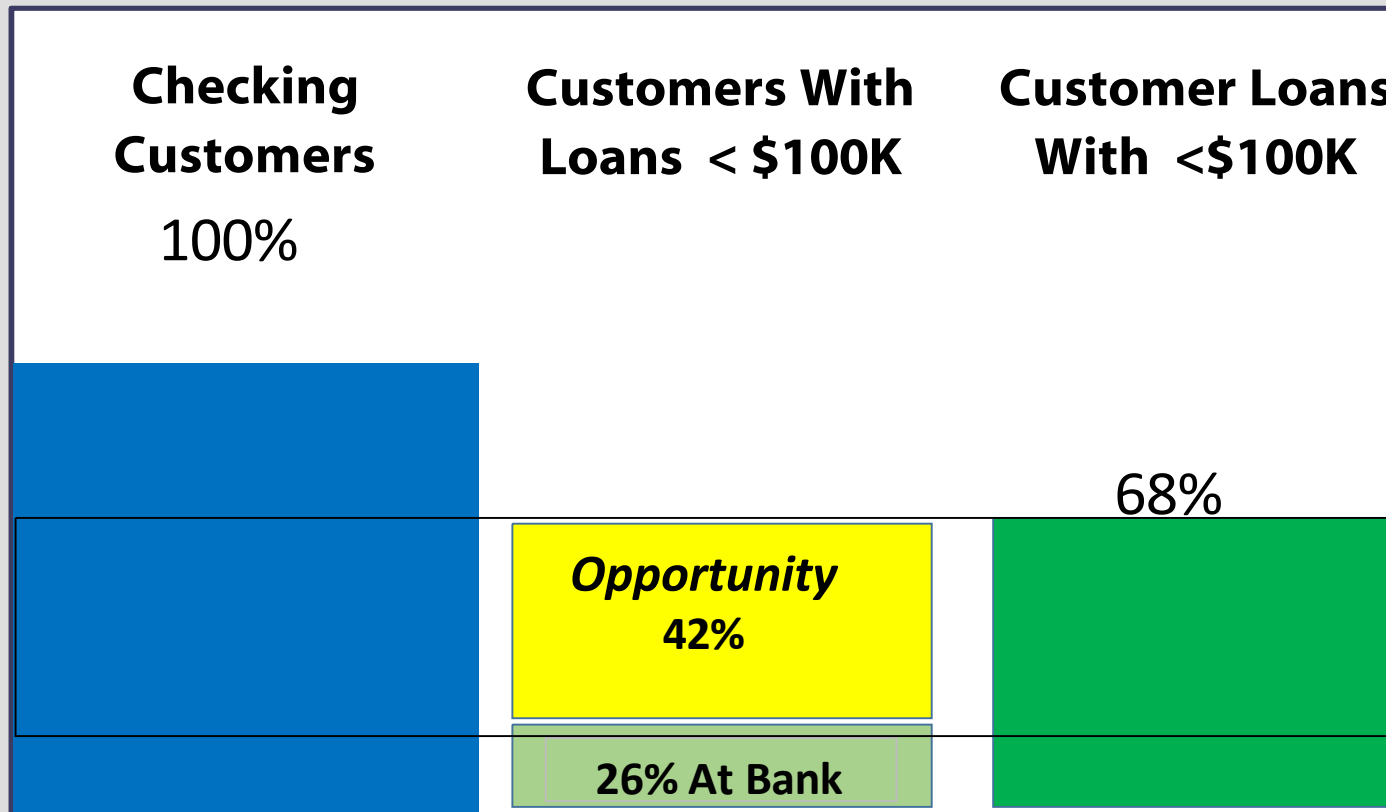 Checking
Customers
100%
Customers With
Loans < $100K
Customer Loans
With <$100K
68%
Opportunity
42%
26% At Bank